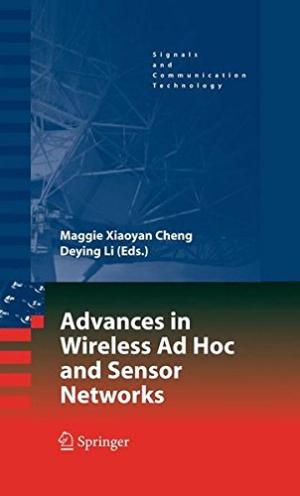 Signals
and
Communication
Technology
Maggie Xiaoyan Cheng
Deying Li (Eds.)
Advances in
Wireless Ad Hoc
and Sensor
Networks
Springer